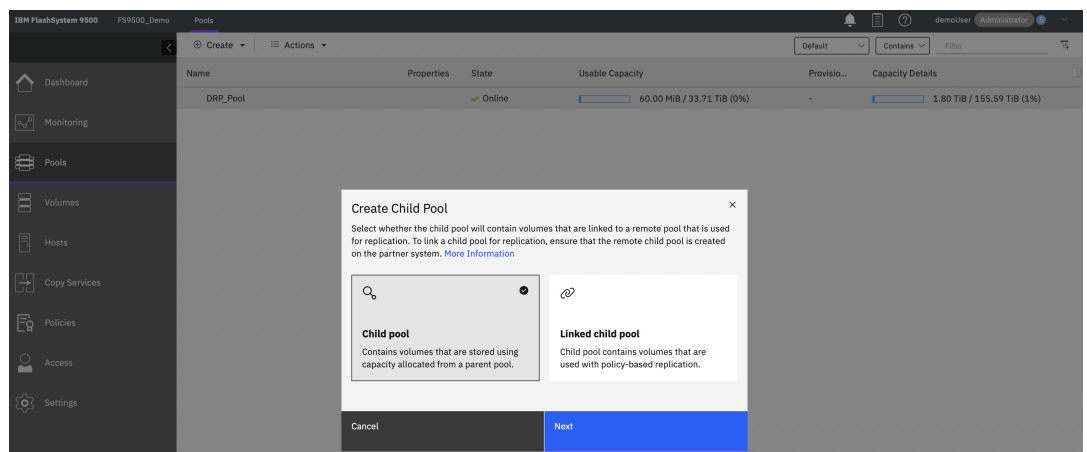 IBM FlashSystem 9500 FS9500_Demo Pools demoUser Administrator 5
Create Actions Default Contains Filter
Name Properties State Usable Capacity Provisio... Capacity Details
DRP_Pool Online 60.00 MiB / 33.71 TiB (0%) - 1.80 TiB / 155.59 TiB (1%)
Dashboard
Monitoring
Pools
Volumes
Hosts
Copy Services
Policies
Access
Settings
Create Child Pool
Select whether the child pool will contain volumes that are linked to a remote pool that is used
for replication. To link a child pool for replication, ensure that the remote child pool is created
on the partner system. More Information
Child pool
Contains volumes that are stored using
capacity allocated from a parent pool.
Linked child pool
Child pool contains volumes that are
used with policy-based replication.
Cancel Next